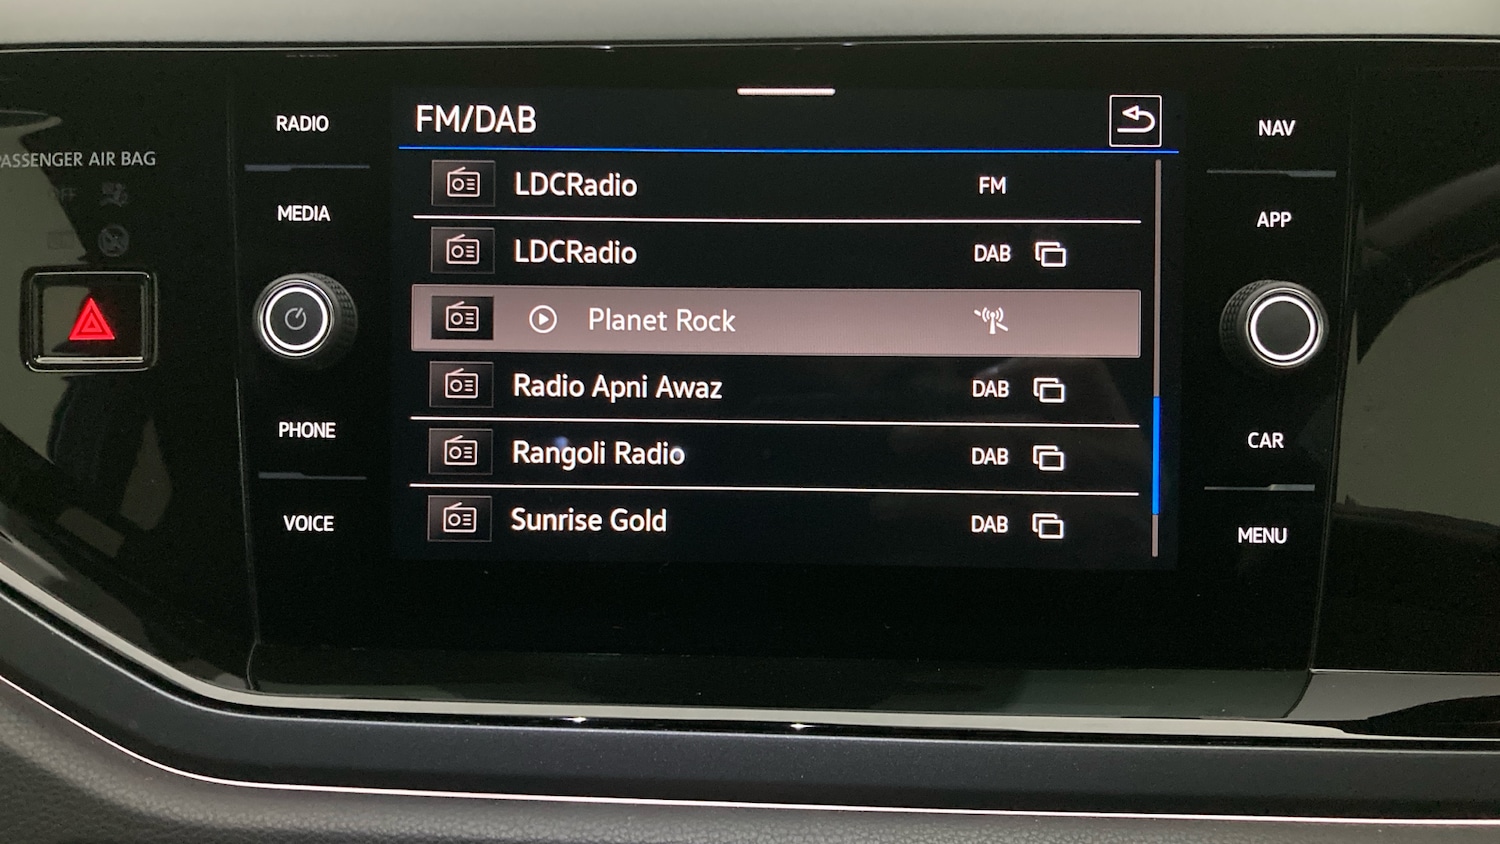 PASSENGER AIR BAG
RADIO
MEDIA
PHONE
VOICE
FM/DAB
LDCRadio FM
LDCRadio DAB
Planet Rock
Radio Apni Awaz DAB
Rangoli Radio DAB
Sunrise Gold DAB
NAV
APP
CAR
MENU